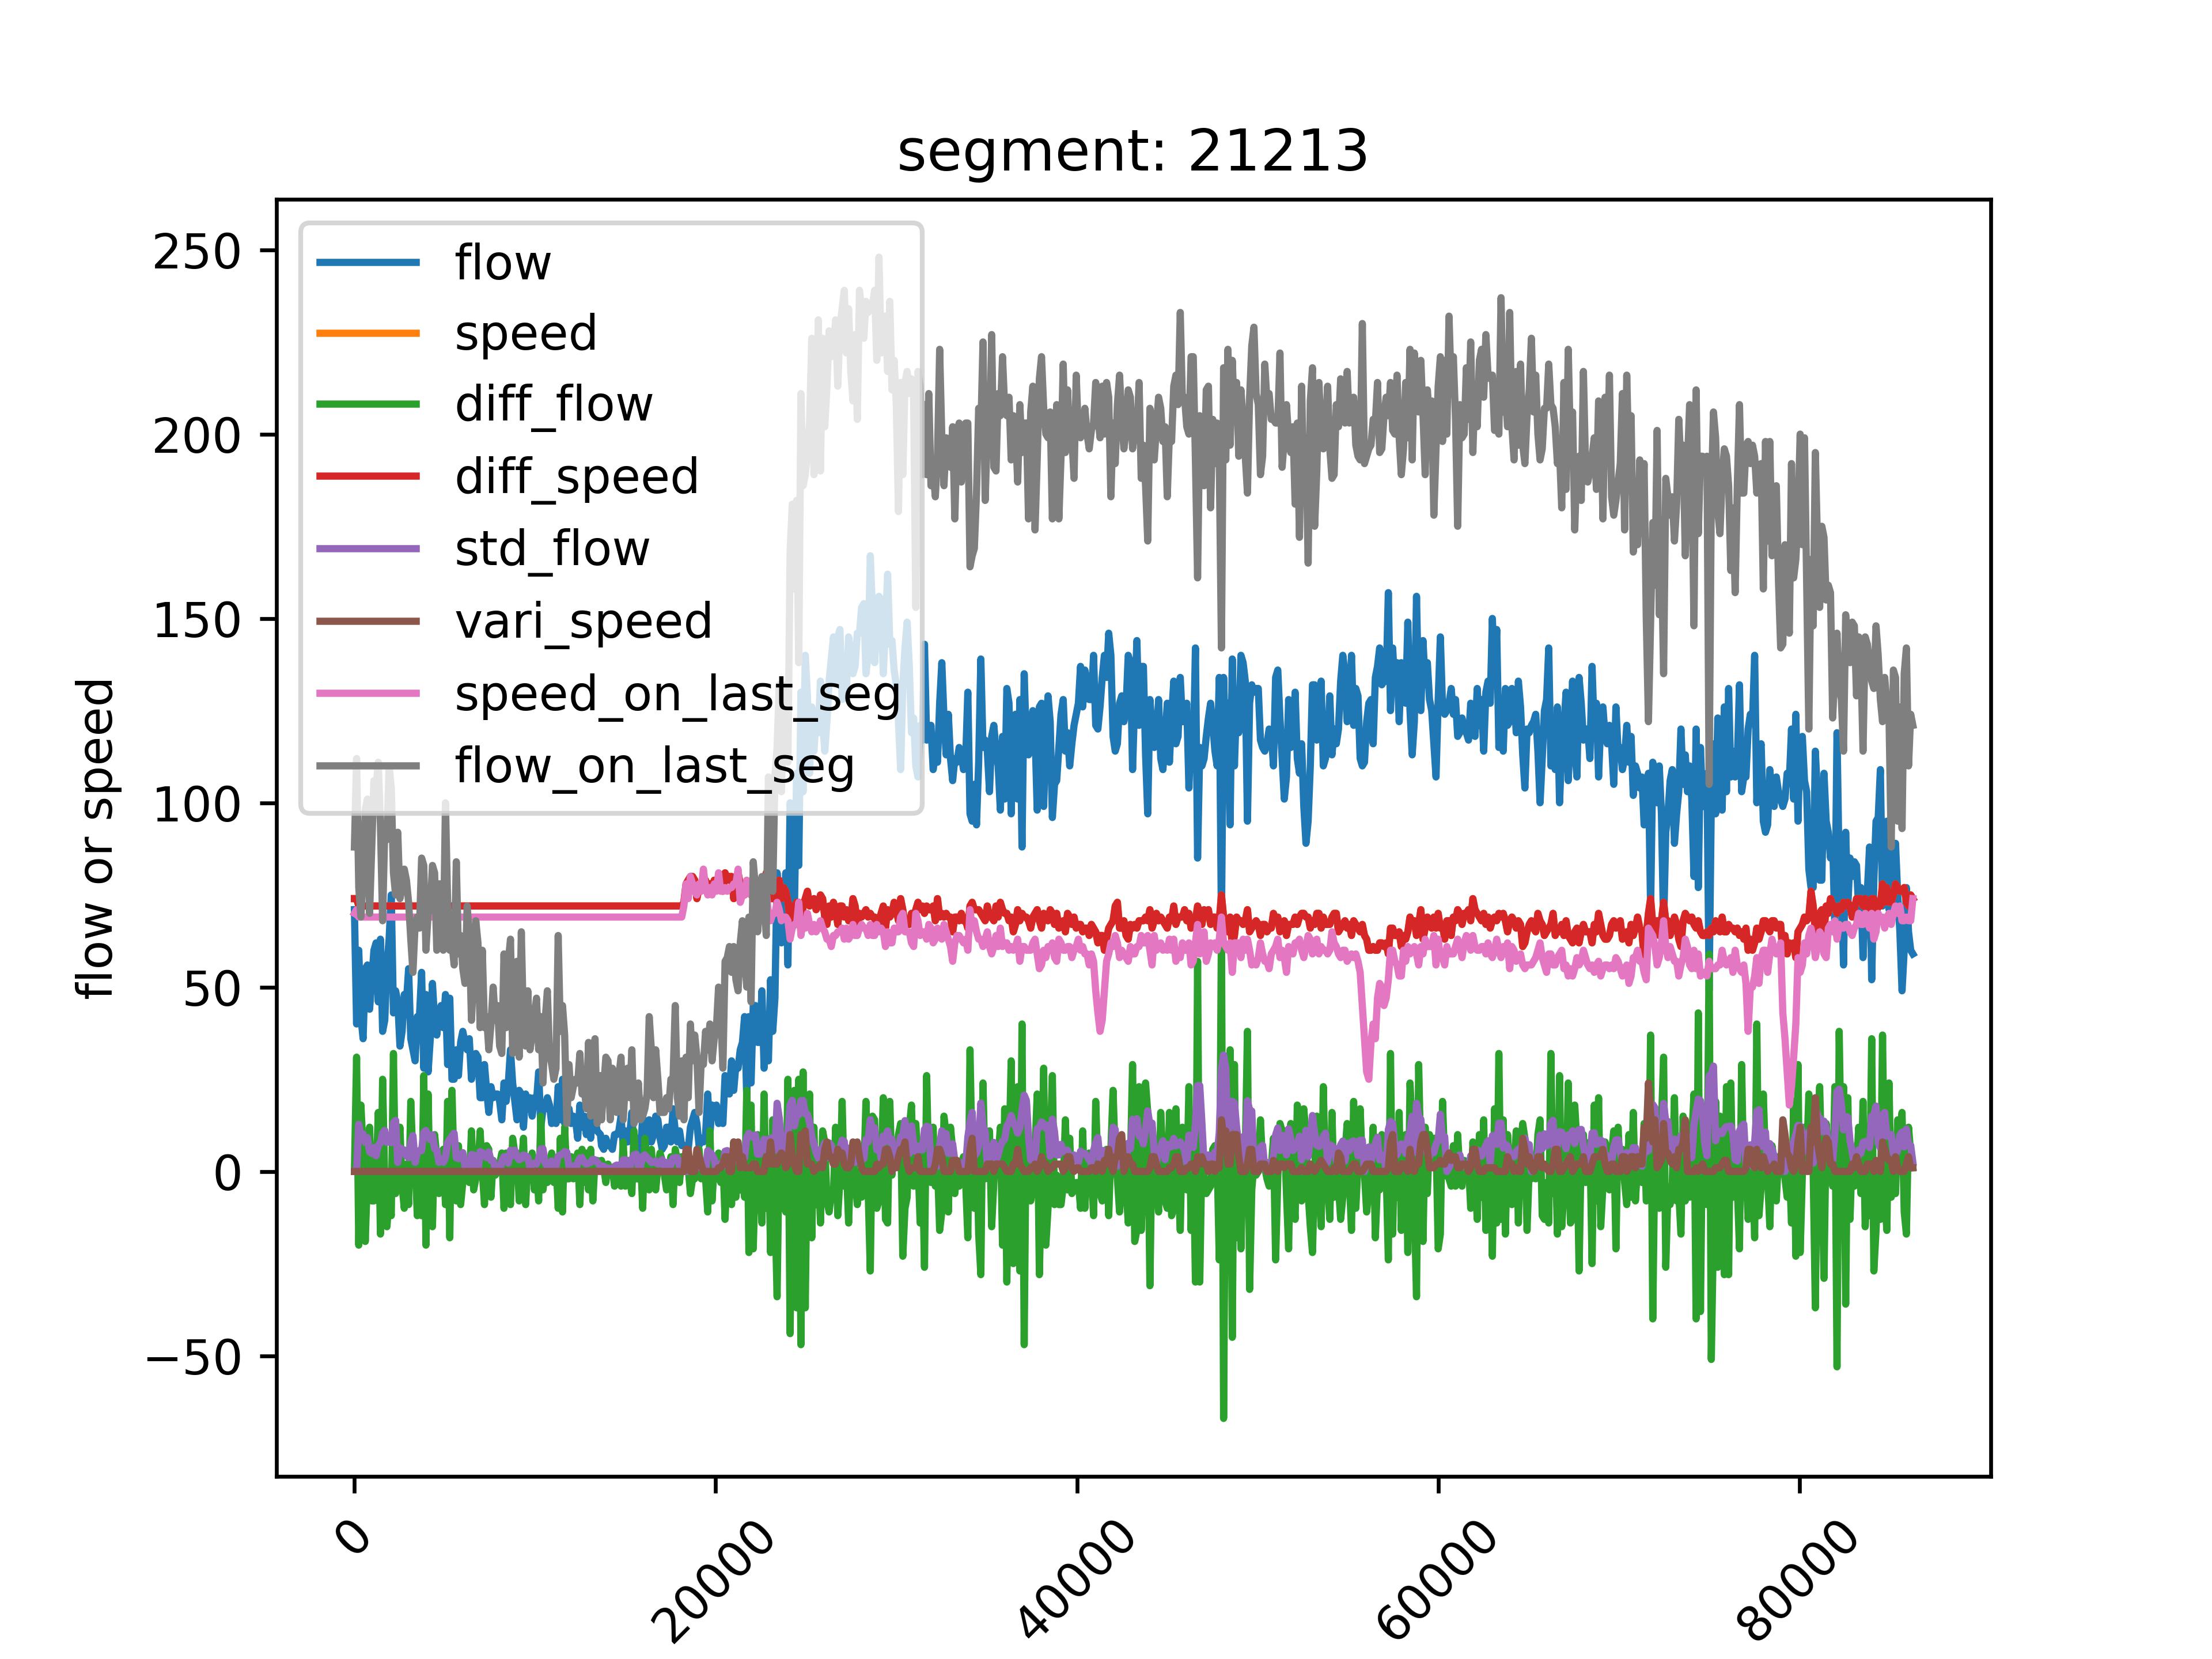 segment: 21213
flow or speed
250
200
150
100
50
0
−50
flow
speed
diff_flow
diff_speed
std_flow
vari_speed
speed_on_last_seg
flow_on_last_seg
0
20000
40000
60000
80000